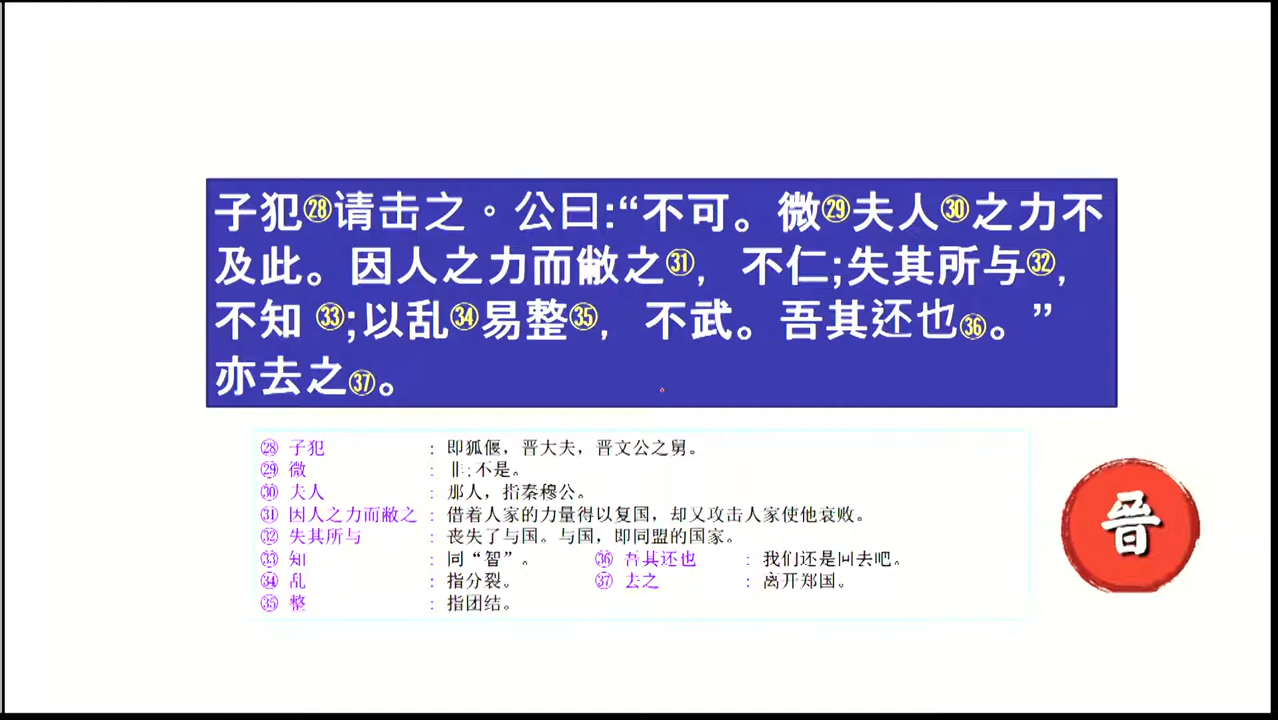 子犯㉘请击之。公曰:“不可。微㉙夫人㉚之力不
及此。因人之力而敝之㉛，不仁;失其所与㉜，
不知㉝;以乱㉞易整㉟，不武。吾其还也㊱。”
亦去之㊲。
㉘ 子犯 : 即狐偃，晋大夫，晋文公之舅。
㉙ 微 : 非;不是。
㉚ 夫人 : 那人，指秦穆公。
㉛ 因人之力而敝之 : 借着人家的力量得以复国，却又攻击人家使他衰败。
㉜ 失其所与 : 丧失了与国。与国，即同盟的国家。
㉝ 知 : 同“智”。 ㊱ 吾其还也 : 我们还是回去吧。
㉞ 乱 : 指分裂。 ㊲ 去之 : 离开郑国。
㉟ 整 : 指团结。
晋